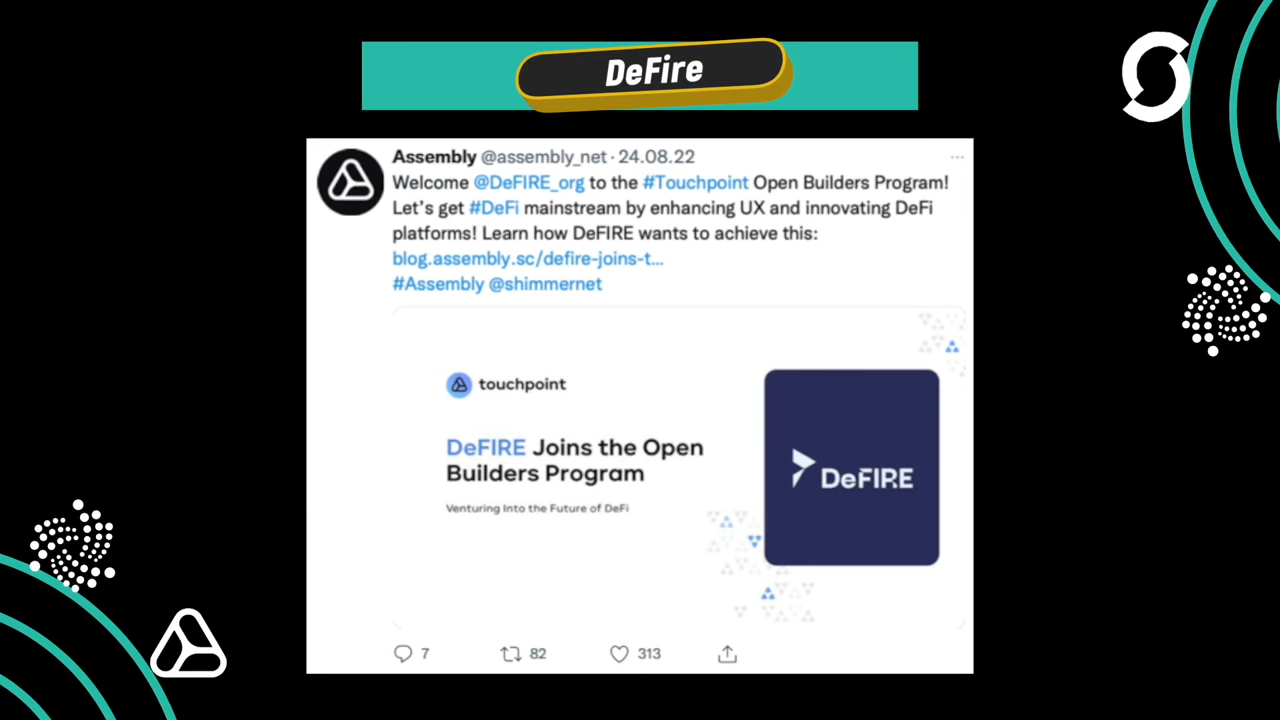 DeFire
Assembly @assembly_net · 24.08.22
Welcome @DeFIRE_org to the #Touchpoint Open Builders Program!
Let's get #DeFi mainstream by enhancing UX and innovating DeFi
platforms! Learn how DeFIRE wants to achieve this:
blog.assembly.sc/defire-joins-t...
#Assembly @shimmernet
touchpoint
DeFIRE Joins the Open
Builders Program
Venturing Into the Future of DeFi
DeFIRE
7 82 313